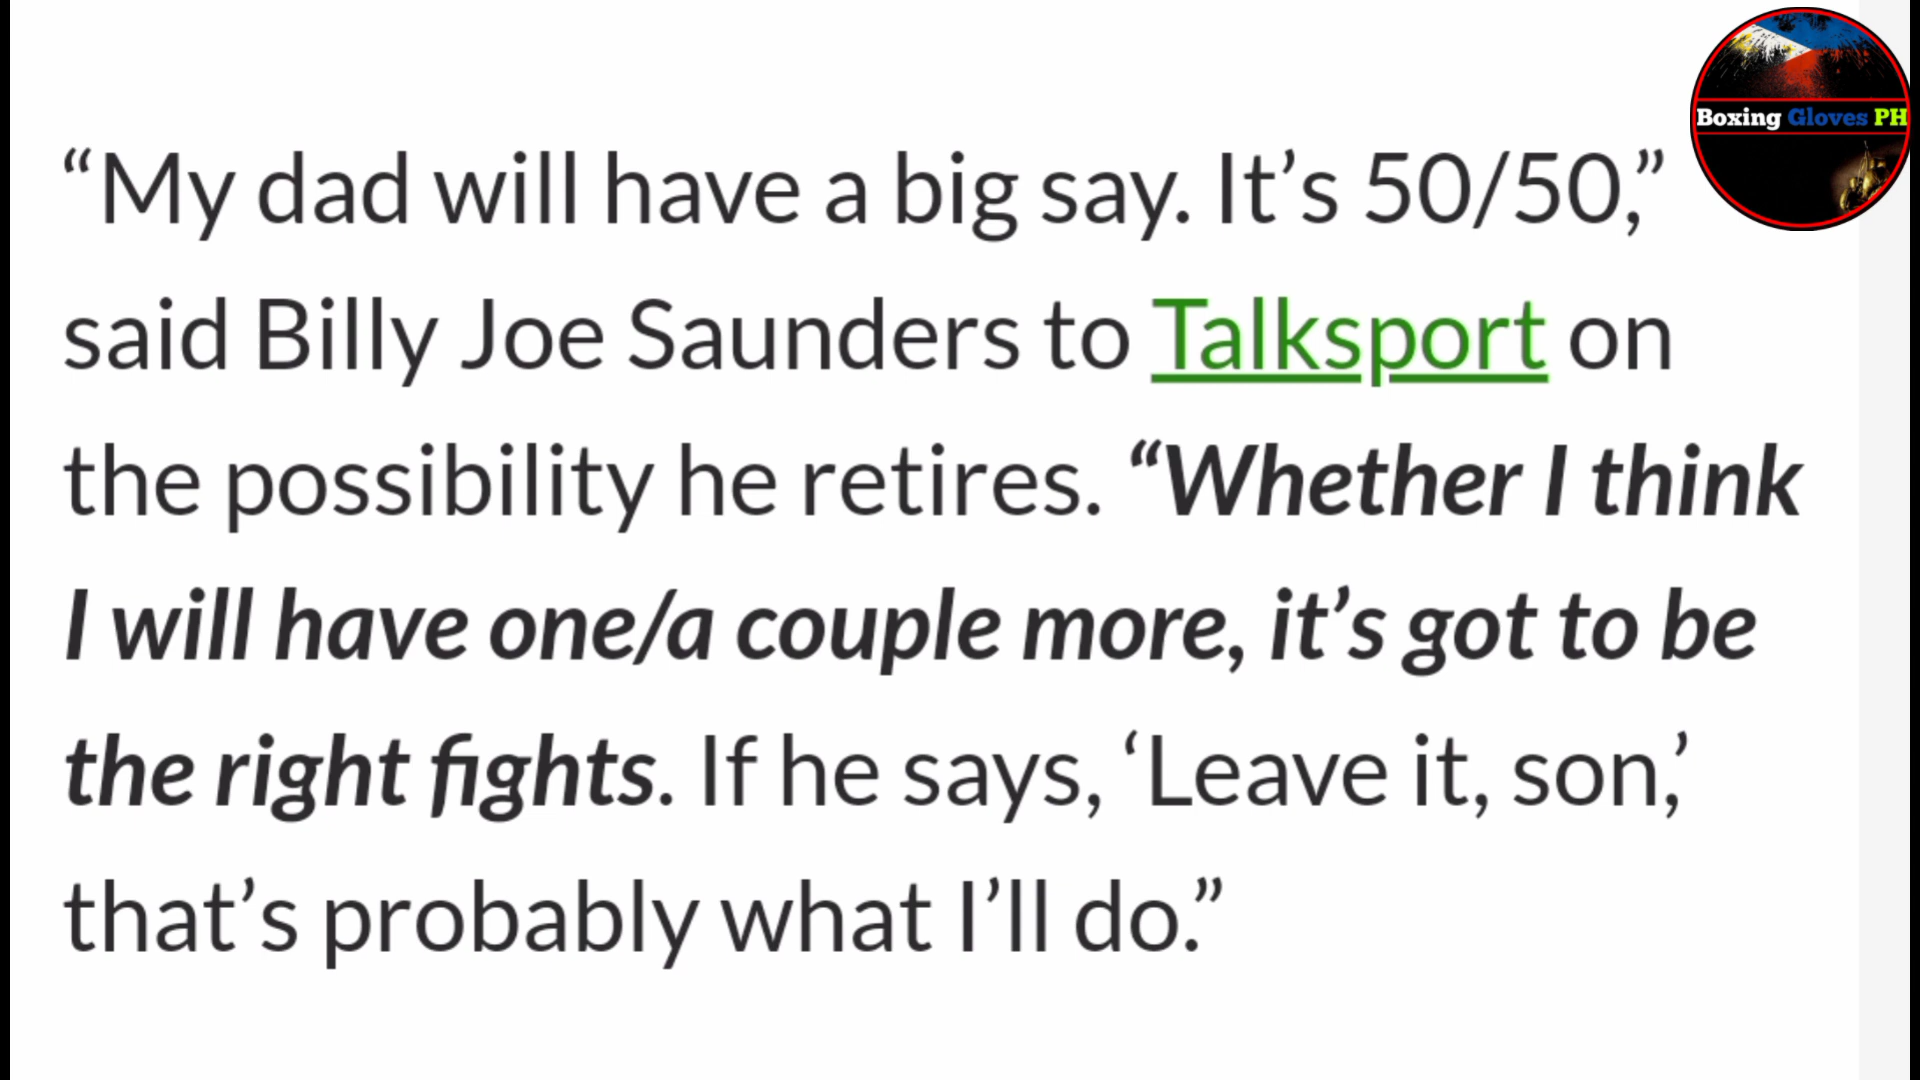 “My dad will have a big say. It’s 50/50,”
said Billy Joe Saunders to Talksport on
the possibility he retires. “Whether I think
I will have one/a couple more, it’s got to be
the right fights. If he says, ‘Leave it, son,’
that’s probably what I’ll do.”
Boxing Gloves PH